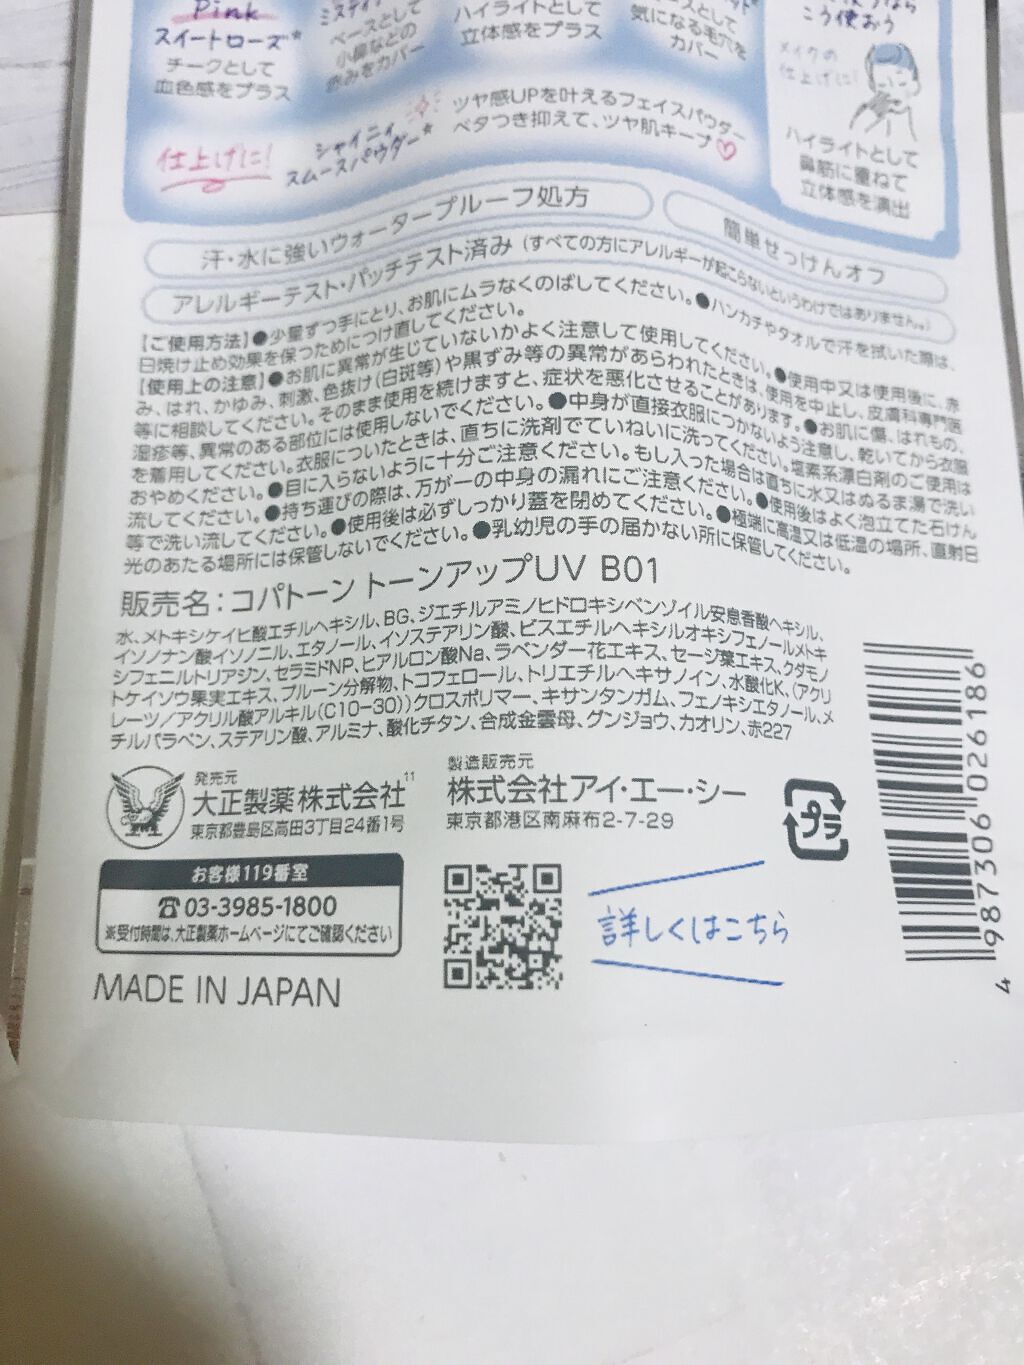 Pink
スイートローズ*
チークとして
血色感をプラス
ベースとして
小鼻などの
赤みをカバー
ハイライトとして
立体感をプラス
気になる毛穴を
カバー
こう使おう
メイクの
仕上げに!
ハイライトとして
鼻筋に重ねて
立体感を演出
仕上げに!
シャイニィ
スムースパウダー*
ツヤ感UPを叶えるフェイスパウダー
ベタつき抑えて、ツヤ肌キープ♡
汗・水に強いウォータープルーフ処方
簡単せっけんオフ
アレルギーテスト・パッチテスト済み (すべての方にアレルギーが起こらないというわけではありません。)
【ご使用方法】●少量ずつ手にとり、お肌にムラなくのばしてください。●ハンカチやタオルで汗を拭いた際は、
日焼け止め効果を保つためにつけ直してください。
【使用上の注意】●お肌に異常が生じていないかよく注意して使用してください。●使用中又は使用後に、赤
み、はれ、かゆみ、刺激、色抜け(白斑等)や黒ずみ等の異常があらわれたときは、使用を中止し、皮膚科専門医
等に相談してください。そのまま使用を続けますと、症状を悪化させることがあります。●お肌に傷、はれもの、
湿疹等、異常のある部位には使用しないでください。●中身が直接衣服につかないよう注意し、乾いてから衣服
を着用してください。衣服についたときは、直ちに洗剤でていねいに洗ってください。塩素系漂白剤のご使用は
おやめください。●目に入らないように十分ご注意ください。もし入った場合は直ちに水又はぬるま湯で洗い
流してください。●持ち運びの際は、万が一の中身の漏れにご注意ください。●使用後はよく泡立てた石けん
等で洗い流してください。●使用後は必ずしっかり蓋を閉めてください。●極端に高温又は低温の場所、直射日
光のあたる場所には保管しないでください。●乳幼児の手の届かない所に保管してください。
販売名:コパトーン トーンアップUV B01
水、メトキシケイヒ酸エチルヘキシル、BG、ジエチルアミノヒドロキシベンゾイル安息香酸ヘキシル、
イソノナン酸イソノニル、エタノール、イソステアリン酸、ビスエチルヘキシルオキシフェノールメトキ
シフェニルトリアジン、セラミドNP、ヒアルロン酸Na、ラベンダー花エキス、セージ葉エキス、クダモノ
トケイソウ果実エキス、プルーン分解物、トコフェロール、トリエチルヘキサノイン、水酸化K、(アクリ
レーツ/アクリル酸アルキル(C10-30))クロスポリマー、キサンタンガム、フェノキシエタノール、メ
チルパラベン、ステアリン酸、アルミナ、酸化チタン、合成金雲母、グンジョウ、カオリン、赤227
発売元
大正製薬株式会社 11
東京都豊島区高田3丁目24番1号
製造販売元
株式会社アイ・エー・シー
東京都港区南麻布2-7-29
プラ
お客様119番室
☎03-3985-1800
※受付時間は、大正製薬ホームページにてご確認ください
詳しくはこちら
MADE IN JAPAN
4 987306 026186